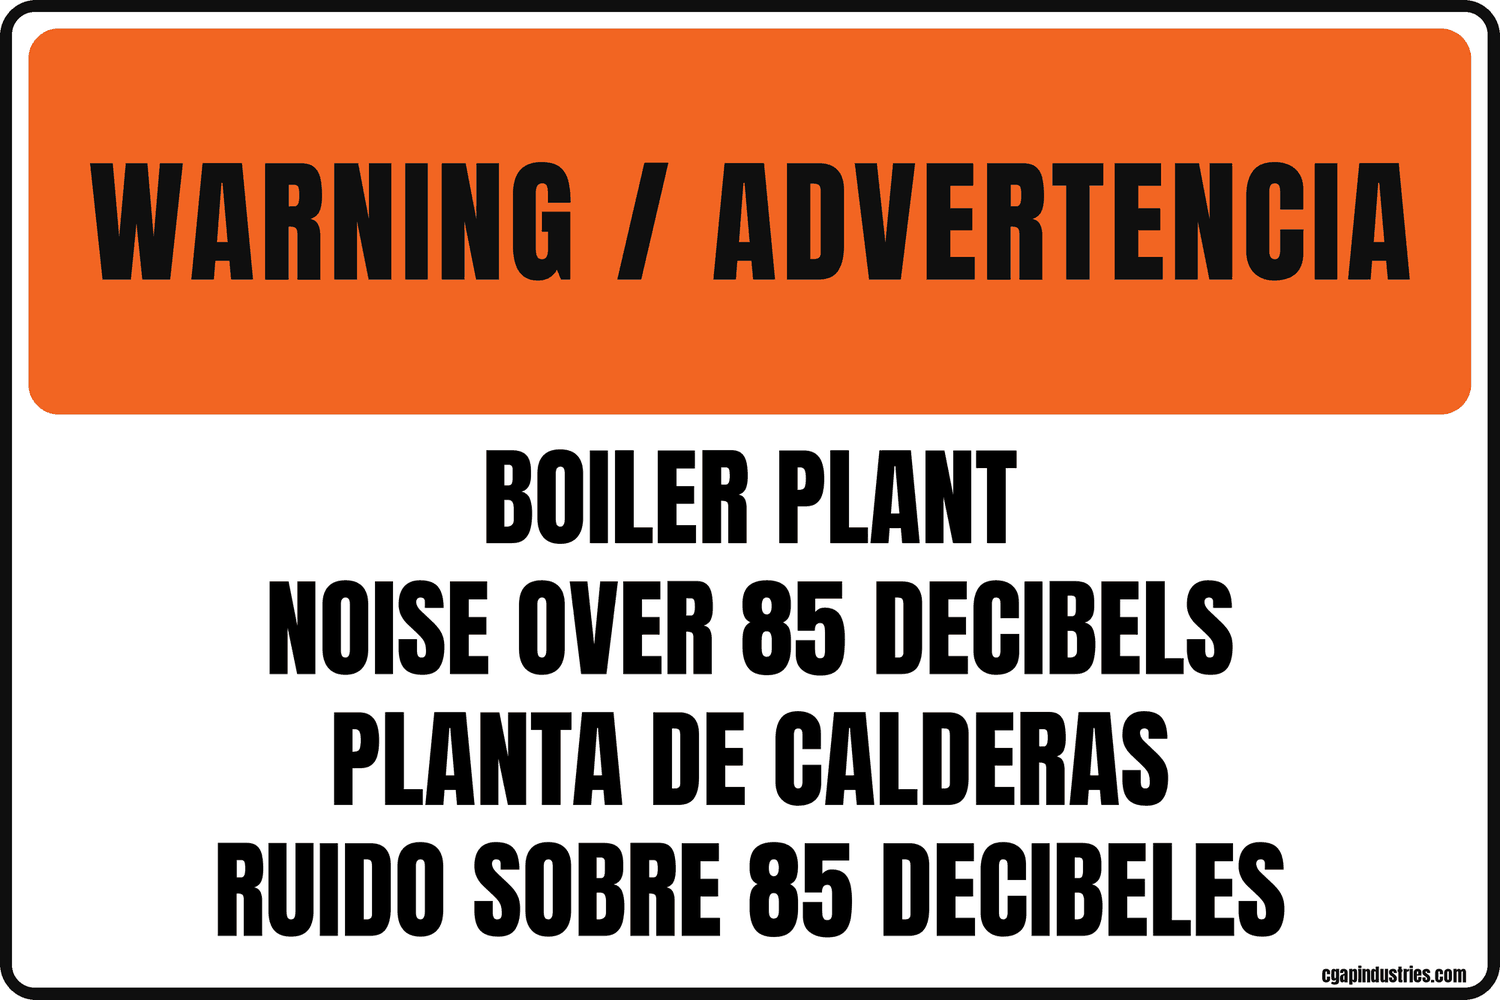 WARNING / ADVERTENCIA
BOILER PLANT
NOISE OVER 85 DECIBELS
PLANTA DE CALDERAS
RUIDO SOBRE 85 DECIBELES
cgapindustries.com